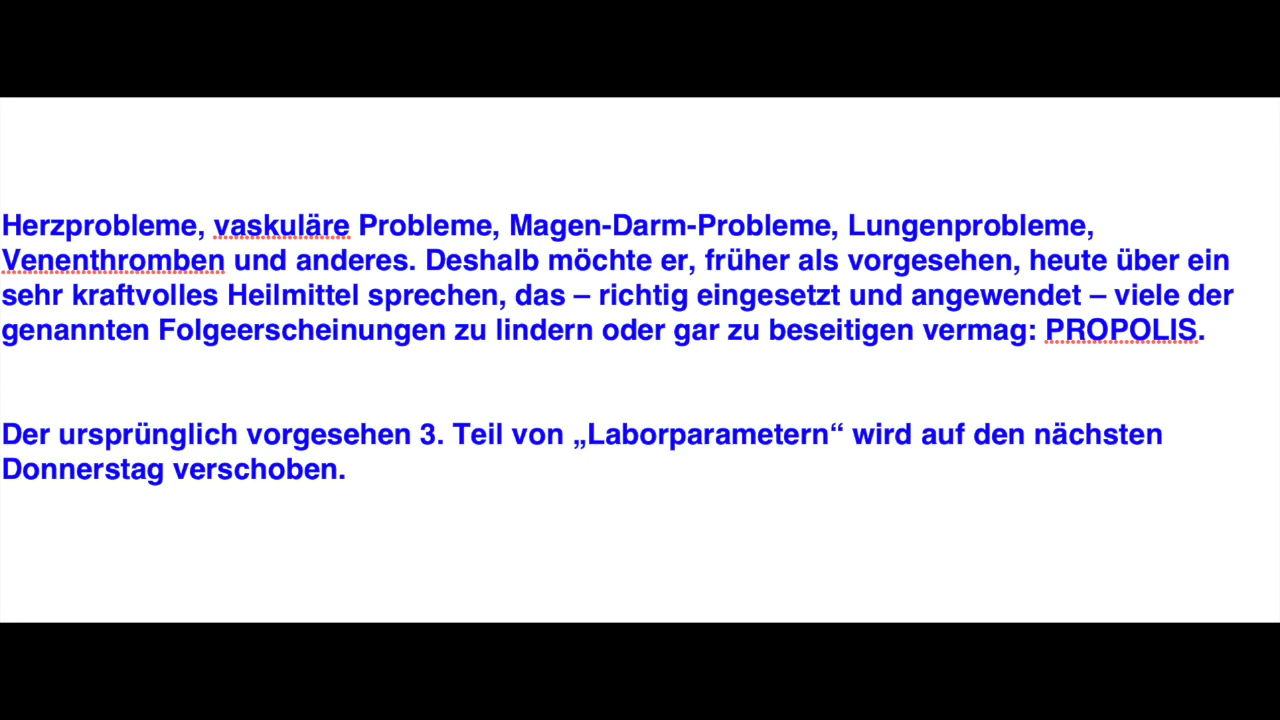 Herzprobleme, vaskuläre Probleme, Magen-Darm-Probleme, Lungenprobleme,
Venenthromben und anderes. Deshalb möchte er, früher als vorgesehen, heute über ein
sehr kraftvolles Heilmittel sprechen, das – richtig eingesetzt und angewendet – viele der
genannten Folgeerscheinungen zu lindern oder gar zu beseitigen vermag: PROPOLIS.
Der ursprünglich vorgesehen 3. Teil von „Laborparametern“ wird auf den nächsten
Donnerstag verschoben.